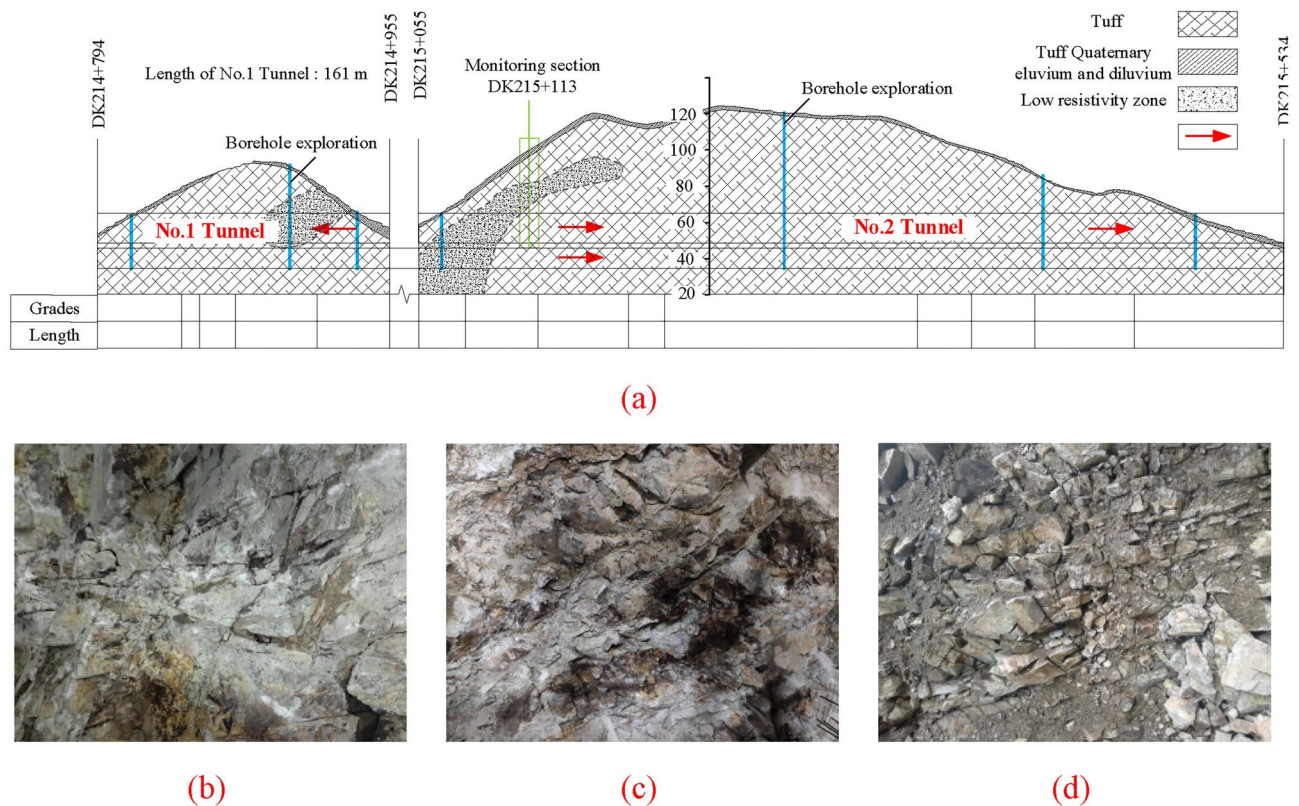 DK214+794
Length of No.1 Tunnel : 161 m
DK214+955
DK215+055
Monitoring section
DK215+113
Borehole exploration
Borehole exploration
Tuff
Tuff Quaternary
eluvium and diluvium
Low resistivity zone
DK215+534
120
100
80
60
40
20
No.1 Tunnel
No.2 Tunnel
Grades
Length
(a)
(b)
(c)
(d)